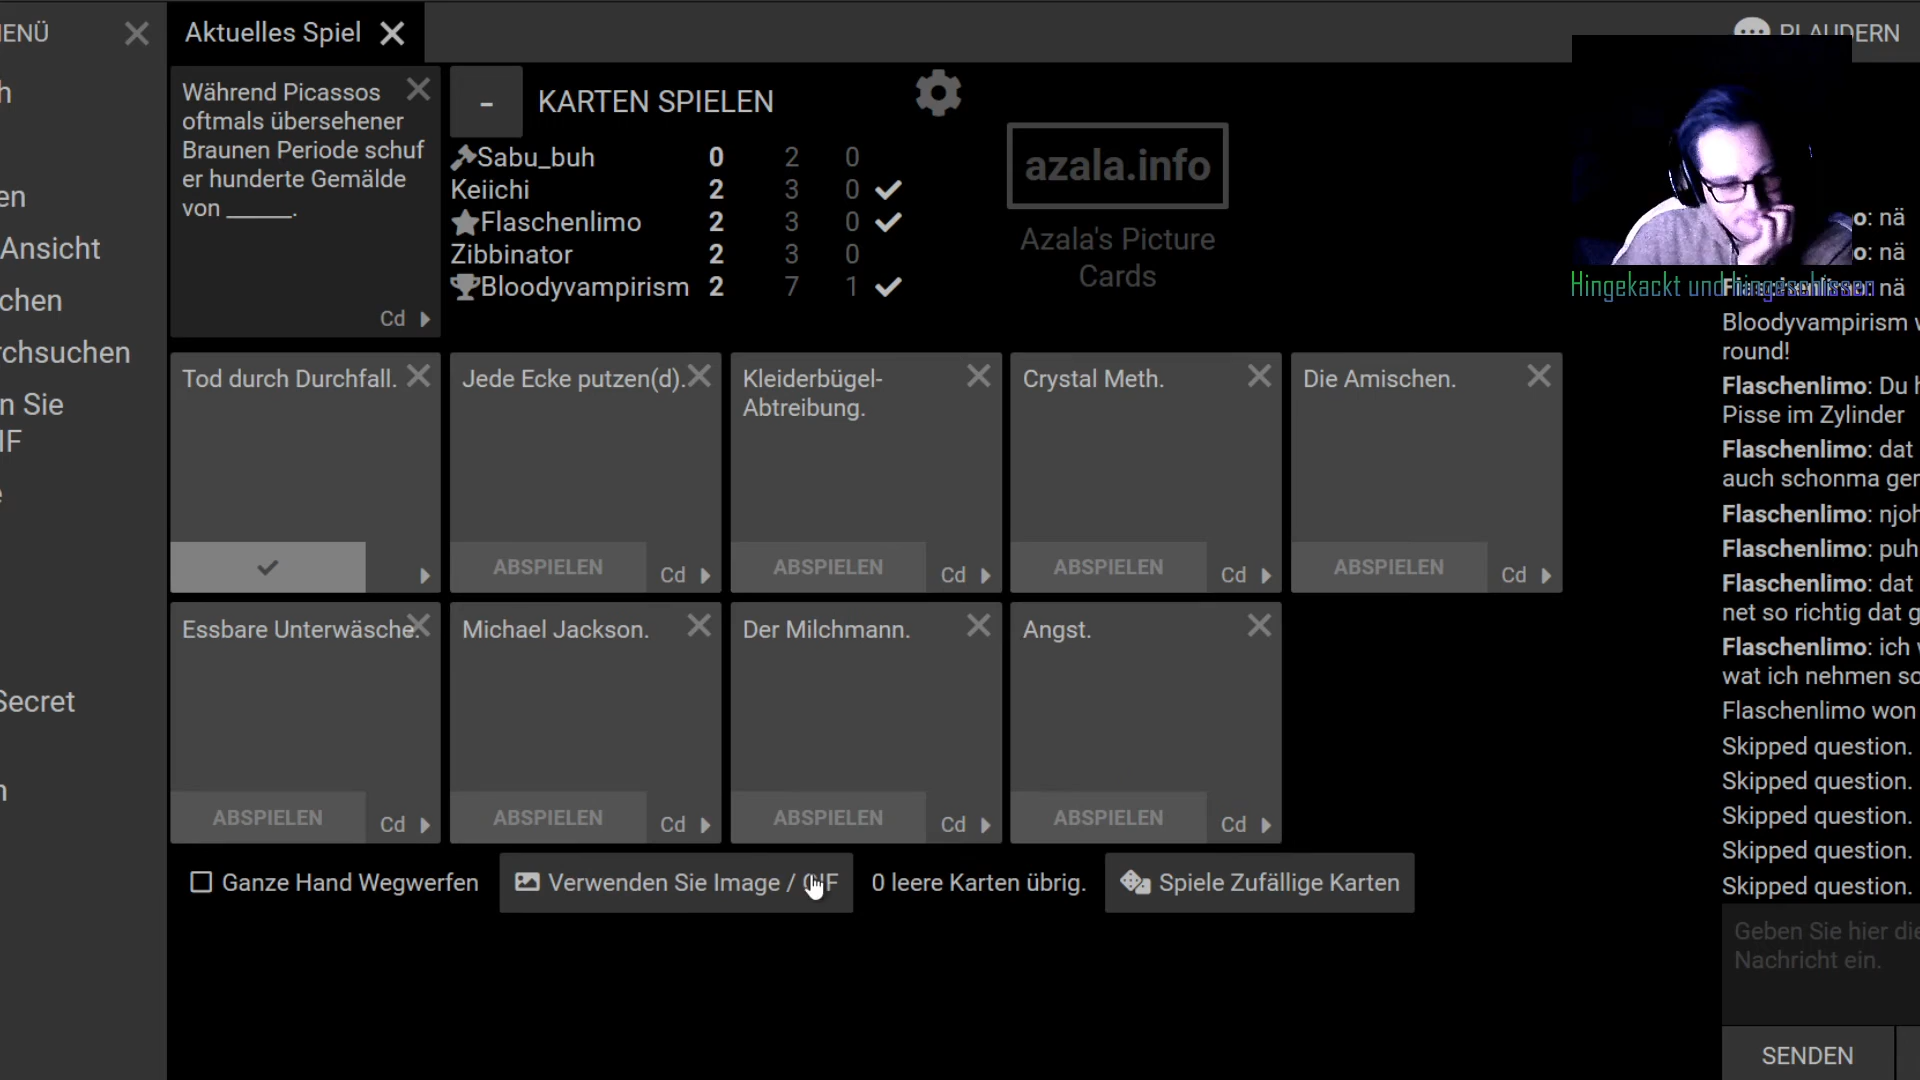 ENÜ
Aktuelles Spiel
PLAUDERN
h
en
Ansicht
chen
rchsuchen
n Sie
IF
e
Secret
n
Während Picassos
oftmals übersehener
Braunen Periode schuf
er hunderte Gemälde
von ______.
Cd
-
KARTEN SPIELEN
Sabu_buh 0 2 0
Keiichi 2 3 0
Flaschenlimo 2 3 0
Zibbinator 2 3 0
Bloodyvampirism 2 7 1
azala.info
Azala's Picture
Cards
Hingekackt und hingeschissen
Tod durch Durchfall.
Jede Ecke putzen(d).
ABSPIELEN Cd
Kleiderbügel-
Abtreibung.
ABSPIELEN Cd
Crystal Meth.
ABSPIELEN Cd
Die Amischen.
ABSPIELEN Cd
Essbare Unterwäsche.
ABSPIELEN Cd
Michael Jackson.
ABSPIELEN Cd
Der Milchmann.
ABSPIELEN Cd
Angst.
ABSPIELEN Cd
Ganze Hand Wegwerfen
Verwenden Sie Image / GIF
0 leere Karten übrig.
Spiele Zufällige Karten
o: nä
o: nä
Flaschenlimo: nä
Bloodyvampirism w
round!
Flaschenlimo: Du h
Pisse im Zylinder
Flaschenlimo: dat
auch schonma ger
Flaschenlimo: njoh
Flaschenlimo: puh
Flaschenlimo: dat
net so richtig dat g
Flaschenlimo: ich w
wat ich nehmen so
Flaschenlimo won
Skipped question.
Skipped question.
Skipped question.
Skipped question.
Skipped question.
Geben Sie hier die
Nachricht ein.
SENDEN